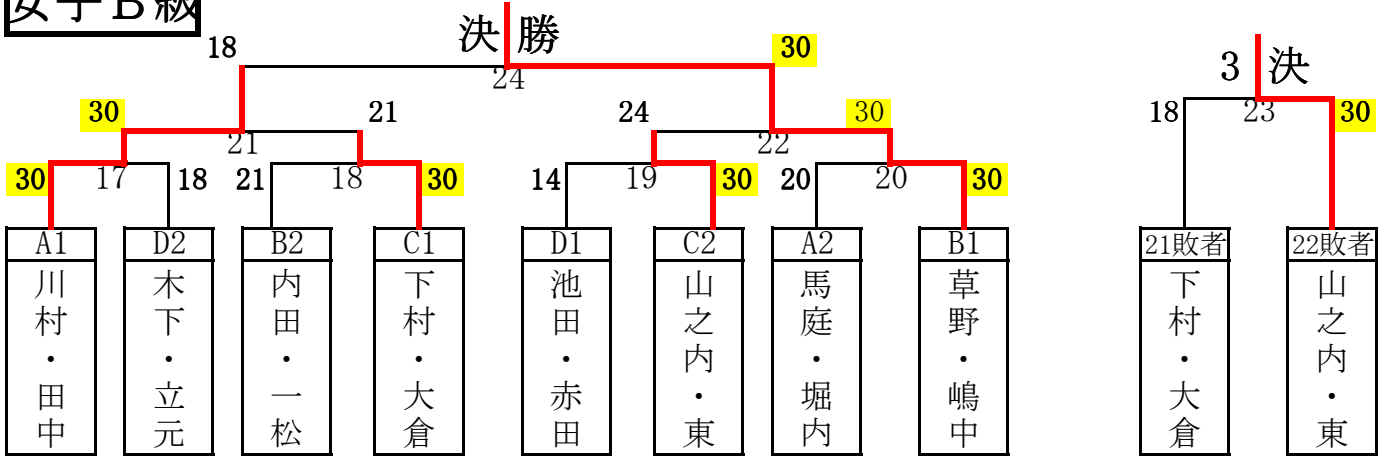 女子B級
決勝
18
30
24
3決
30
21
24
30
18
23
30
21
22
30
17
18
21
18
30
14
19
30
20
20
30
A1
D2
B2
C1
D1
C2
A2
B1
21敗者
22敗者
川村・田中
木下・立元
内田・一松
下村・大倉
池田・赤田
山之内・東
馬庭・堀内
草野・嶋中
下村・大倉
山之内・東